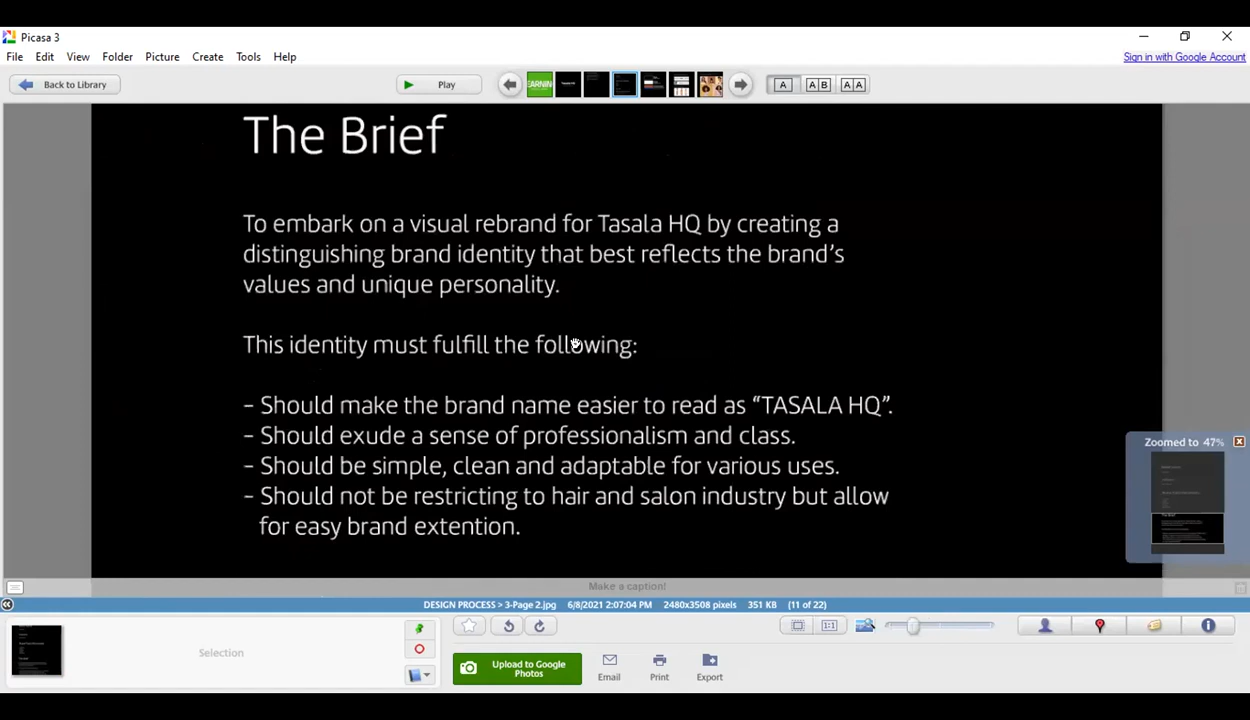 Picasa 3
File Edit View Folder Picture Create Tools Help
Sign in with Google Account
Back to Library
Play
EARNIN
A
A B
A A
The Brief
To embark on a visual rebrand for Tasala HQ by creating a
distinguishing brand identity that best reflects the brand's
values and unique personality.
This identity must fulfill the following:
- Should make the brand name easier to read as "TASALA HQ".
- Should exude a sense of professionalism and class.
- Should be simple, clean and adaptable for various uses.
- Should not be restricting to hair and salon industry but allow
for easy brand extention.
Zoomed to 47%
Make a caption!
DESIGN PROCESS > 3-Page 2.jpg 6/8/2021 2:07:04 PM 2480x3508 pixels 351 KB (11 of 22)
Selection
1:1
Upload to Google
Photos
Email
Print
Export